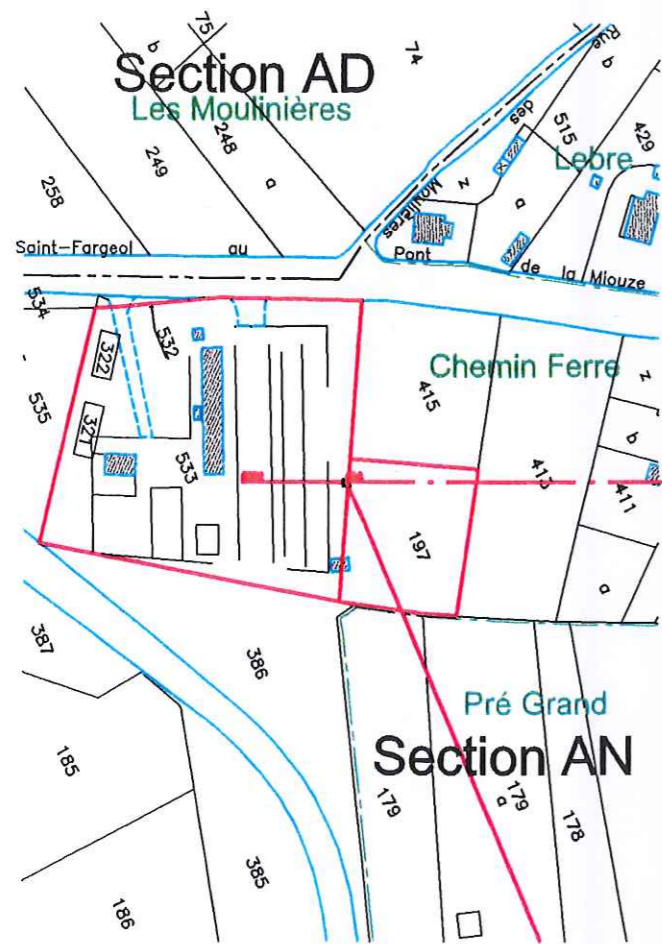 75
b
74
Section AD
Les Moulinières
Rue
des
Moulières
q
515
429
Lebre
248
249
a
258
z
a
Saint-Fargeol au Pont de la Miouze
534
532
322
535
321
533
Chemin Ferre
415
z
b
413
411
197
a
387
386
Pré Grand
Section AN
185
179
179
a
178
385
186